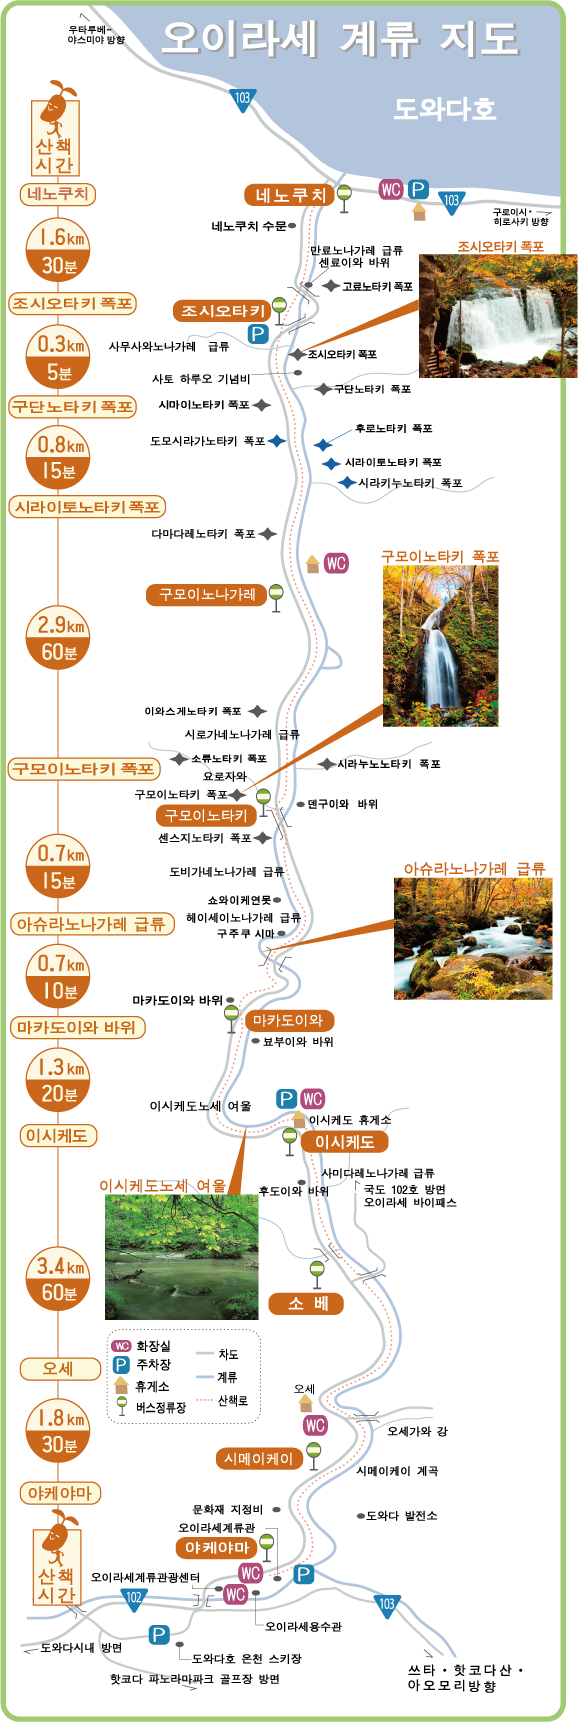 오이라세 계류 지도
우타루베~
야스미야 방향
103
도와다호
산책
시간
네노쿠치
네노쿠치
WC
P
103
구로이시·
히로사키 방향
네노쿠치 수문
1.6km
30분
만료노나가레 급류
센료이와 바위
조시오타키 폭포
고료노타키 폭포
조시오타키 폭포
조시오타키
P
사무사와노나가레 급류
0.3km
5분
조시오타키 폭포
사토 하루오 기념비
구단노타키 폭포
구단노타키 폭포
시마이노타키 폭포
후로노타키 폭포
도모시라가노타키 폭포
0.8km
15분
시라이토노타키 폭포
시라키누노타키 폭포
시라이토노타키 폭포
다마다레노타키 폭포
구모이노타키 폭포
WC
구모이노나가레
2.9km
60분
이와스게노타키 폭포
시로가네노나가레 급류
소류노타키 폭포
시라누노노타키 폭포
구모이노타키 폭포
요로자와
구모이노타키 폭포
덴구이와 바위
구모이노타키
센스지노타키 폭포
0.7km
15분
도비가네노나가레 급류
아슈라노나가레 급류
쇼와이케연못
헤이세이노나가레 급류
구주쿠 시마
아슈라노나가레 급류
0.7km
10분
마카도이와 바위
마카도이와
마카도이와 바위
뵤부이와 바위
1.3km
20분
P
WC
이시케도노세 여울
이시케도 휴게소
이시케도
이시케도
사미다레노나가레 급류
이시케도노세 여울
후도이와 바위
국도 102호 방면
오이라세 바이패스
3.4km
60분
소 베
WC 화장실
P 주차장
휴게소
버스정류장
차도
계류
산책로
오세
오세
WC
1.8km
30분
오세가와 강
시메이케이
시메이케이 계곡
야케야마
문화재 지정비
도와다 발전소
오이라세계류관
야케야마
산책
시간
오이라세계류관광센터
WC
P
102
WC
103
오이라세용수관
P
도와다시내 방면
도와다호 온천 스키장
핫코다 파노라마파크 골프장 방면
쓰타·핫코다산·
아오모리방향